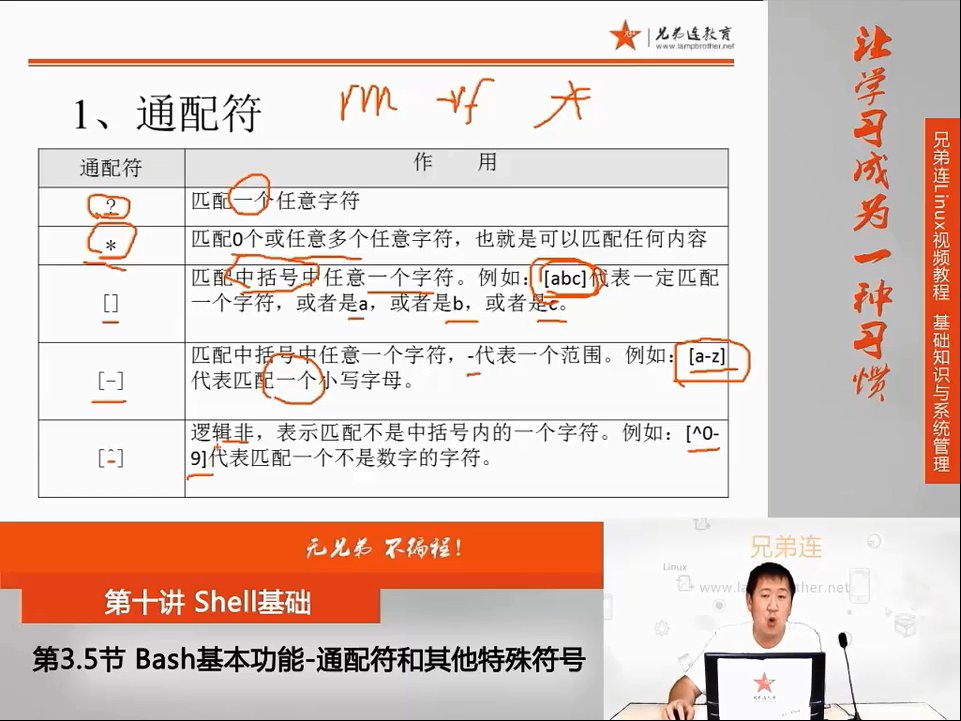 兄弟连教育
www.lampbrother.net
1、通配符
rm -rf *
通配符 作 用
? 匹配一个任意字符
* 匹配0个或任意多个任意字符，也就是可以匹配任何内容
[] 匹配中括号中任意一个字符。例如：[abc]代表一定匹配
一个字符，或者是a，或者是b，或者是c。
[-] 匹配中括号中任意一个字符，-代表一个范围。例如：[a-z]
代表匹配一个小写字母。
[^] 逻辑非，表示匹配不是中括号内的一个字符。例如：[^0-
9]代表匹配一个不是数字的字符。
让学习成为一种习惯
兄弟连Linux视频教程 基础知识与系统管理
无兄弟 不编程！
第十讲 Shell基础
第3.5节 Bash基本功能-通配符和其他特殊符号
兄弟连
Linux